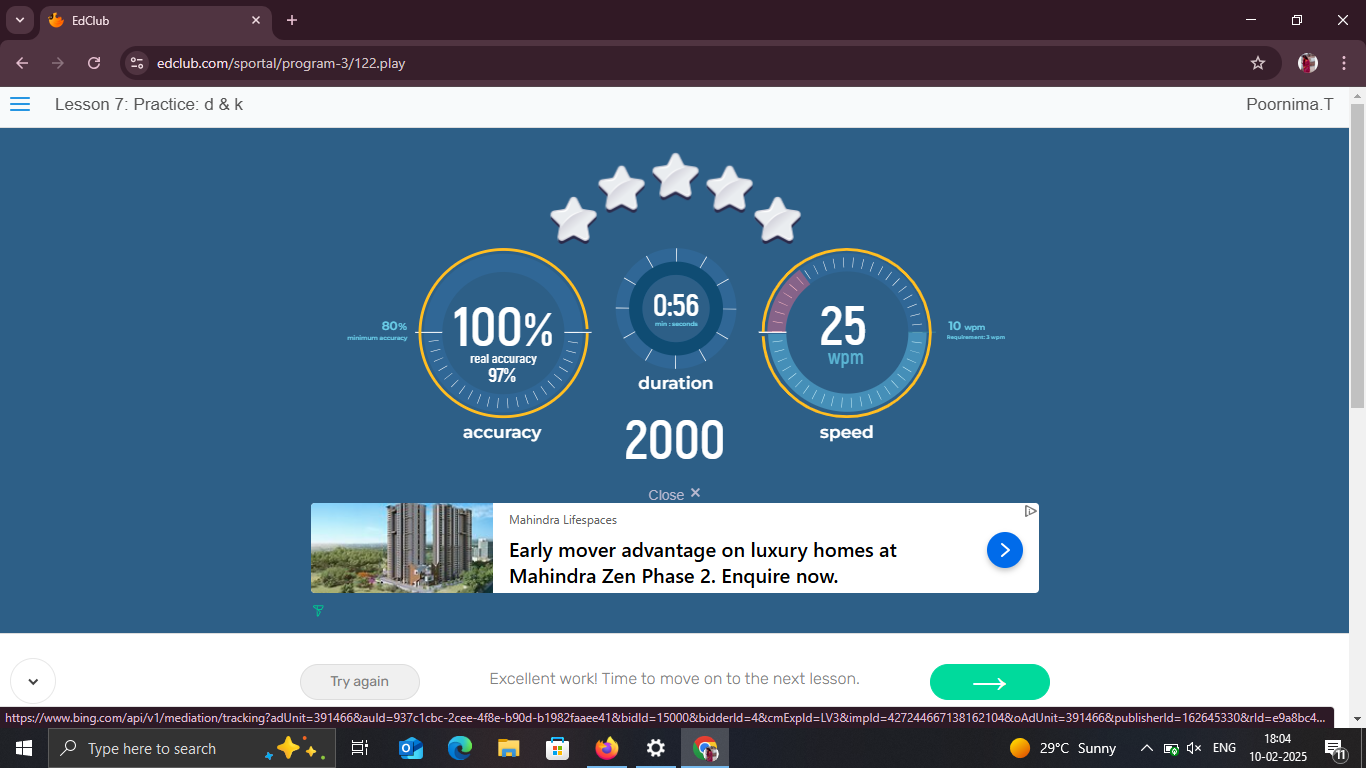 EdClub
edclub.com/sportal/program-3/122.play
Lesson 7: Practice: d & k
Poornima.T
80%
minimum accuracy
100%
real accuracy
97%
accuracy
0:56
min : seconds
duration
2000
25
wpm
speed
10 wpm
Requirement: 3 wpm
Close ×
Mahindra Lifespaces
Early mover advantage on luxury homes at
Mahindra Zen Phase 2. Enquire now.
Try again
Excellent work! Time to move on to the next lesson.
https://www.bing.com/api/v1/mediation/tracking?adUnit=391466&auId=937c1cbc-2cee-4f8e-b90d-b1982faaee41&bidId=15000&bidderId=4&cmExpId=LV3&impId=427244667138162104&oAdUnit=391466&publisherId=162645330&rId=e9a8bc4...
Type here to search
29°C Sunny
ENG
18:04
10-02-2025
11